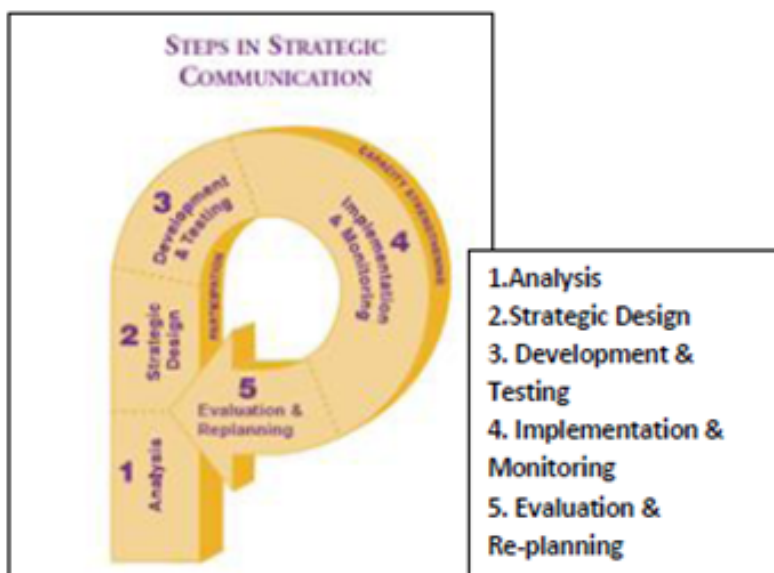 STEPS IN STRATEGIC
COMMUNICATION
CAPACITY STRENGTHENING
3
Development
& Testing
4
Implementation
& Monitoring
PARTICIPATION
2
Strategic
Design
5
Evaluation &
Replanning
1
Analysis
1.Analysis
2.Strategic Design
3. Development &
Testing
4. Implementation &
Monitoring
5. Evaluation &
Re-planning